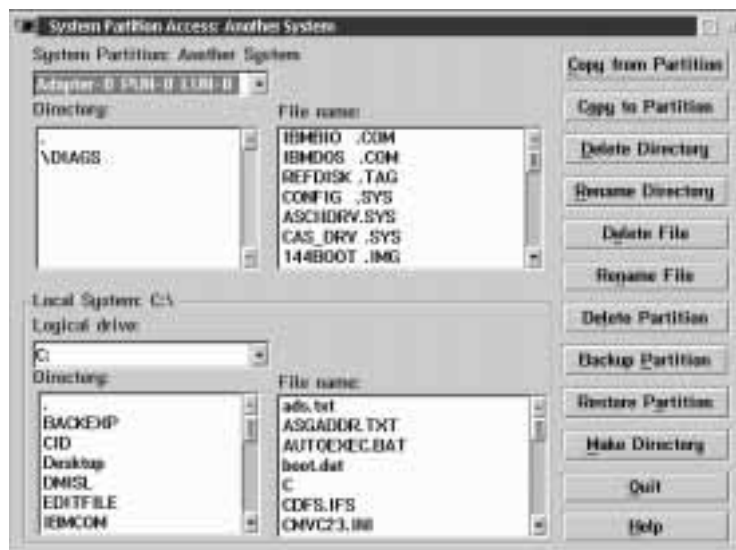 System Partition Access: Another System
System Partition: Another System
Adapter-0 PUN-0 LUN-0
Directory:
.
\DIAGS
File name:
IBMBIO .COM
IBMDOS .COM
REFDISK .TAG
CONFIG .SYS
ASCIIDRV.SYS
CAS_DRV .SYS
144BOOT .IMG
Local System: C:\
Logical drive:
C:
Directory:
.
BACKEXP
CID
Desktop
DMISL
EDITFILE
IBMCOM
File name:
ads.txt
ASGADDR.TXT
AUTOEXEC.BAT
boot.dat
C
CDFS.IFS
CMVC23.INI
Copy from Partition
Copy to Partition
Delete Directory
Rename Directory
Delete File
Rename File
Delete Partition
Backup Partition
Restore Partition
Make Directory
Quit
Help